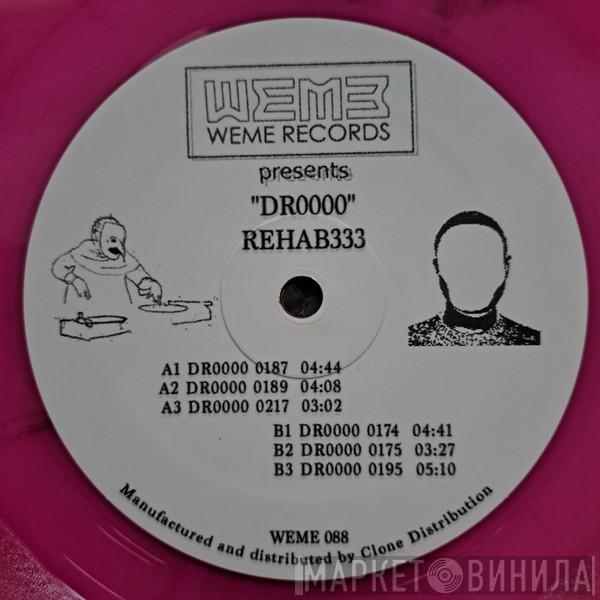 WEME
WEME RECORDS
presents
"DR0000"
REHAB333
A1 DR0000 0187 04:44
A2 DR0000 0189 04:08
A3 DR0000 0217 03:02
B1 DR0000 0174 04:41
B2 DR0000 0175 03:27
B3 DR0000 0195 05:10
WEME 088
Manufactured and distributed by Clone Distribution
МАРКЕТ ВИНИЛА